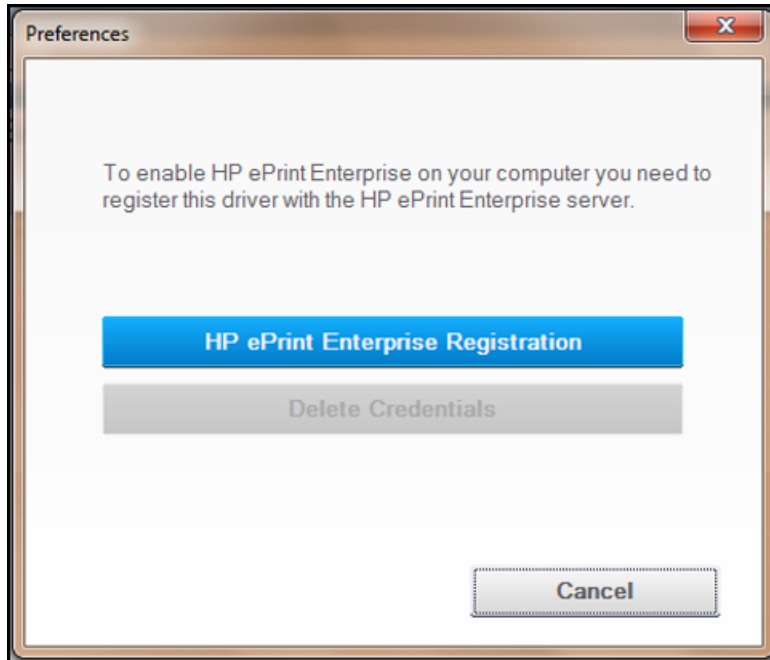 Preferences
To enable HP ePrint Enterprise on your computer you need to
register this driver with the HP ePrint Enterprise server.
HP ePrint Enterprise Registration
Delete Credentials
Cancel